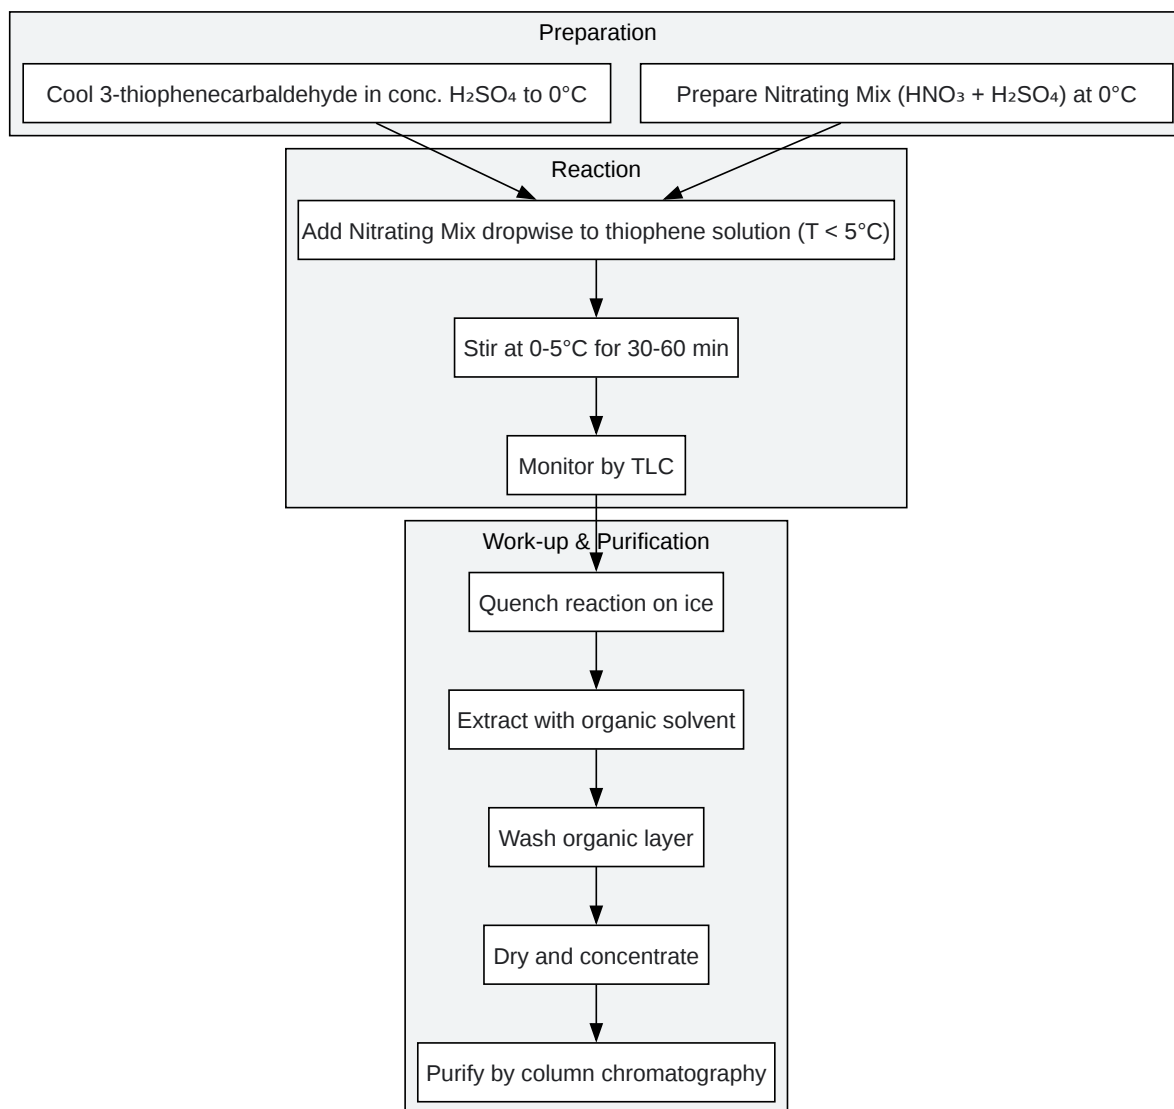 Preparation
Cool 3-thiophenecarbaldehyde in conc. H₂SO₄ to 0°C
Prepare Nitrating Mix (HNO₃ + H₂SO₄) at 0°C
Reaction
Add Nitrating Mix dropwise to thiophene solution (T < 5°C)
Stir at 0-5°C for 30-60 min
Monitor by TLC
Work-up & Purification
Quench reaction on ice
Extract with organic solvent
Wash organic layer
Dry and concentrate
Purify by column chromatography